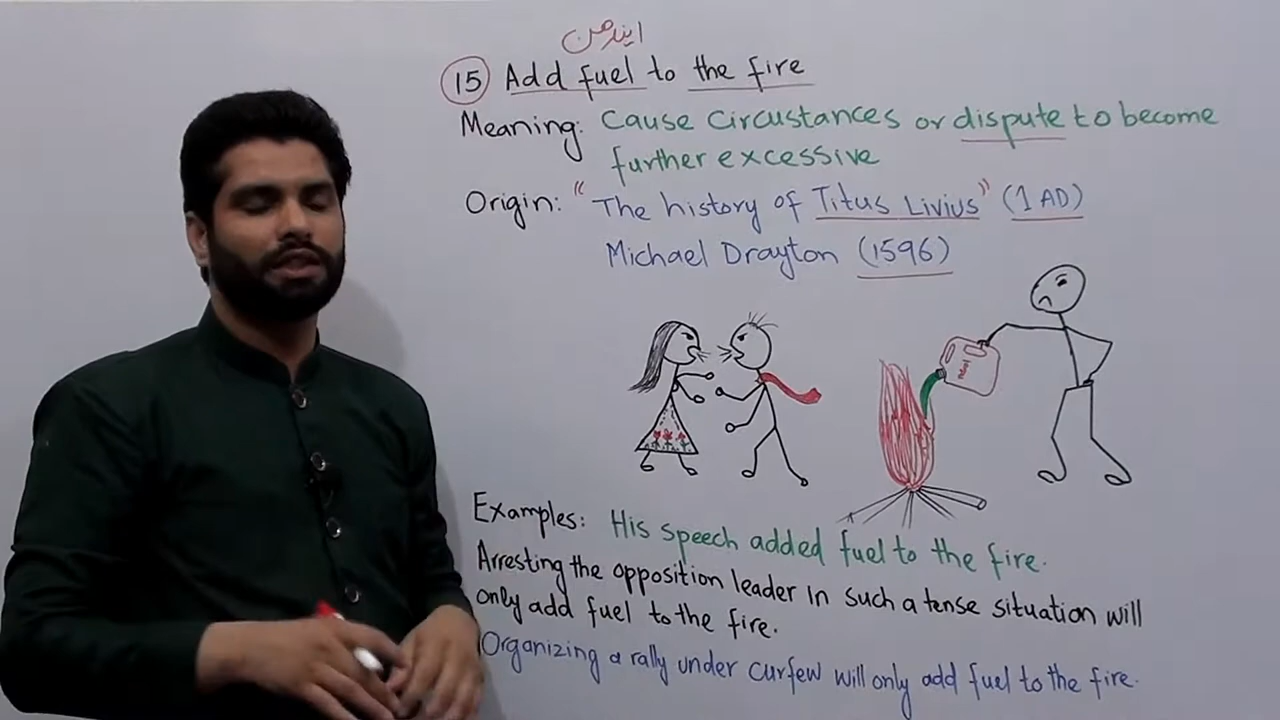 ایندھن
15 Add fuel to the fire
Meaning: Cause Circustances or dispute to become
further excessive
Origin: "The history of Titus Livius" (1 AD)
Michael Drayton (1596)
Examples: His speech added fuel to the fire.
Arresting the opposition leader in such a tense situation will
only add fuel to the fire.
Organizing a rally under curfew will only add fuel to the fire.